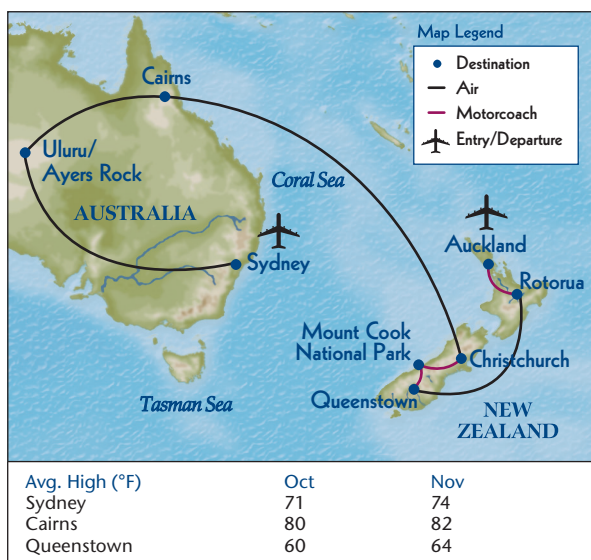 Map Legend
Destination
Air
Motorcoach
Entry/Departure
Cairns
Uluru/
Ayers Rock
Coral Sea
AUSTRALIA
Sydney
Auckland
Rotorua
Mount Cook
National Park
Christchurch
Queenstown
Tasman Sea
NEW
ZEALAND
Avg. High (°F) Oct Nov
Sydney 71 74
Cairns 80 82
Queenstown 60 64